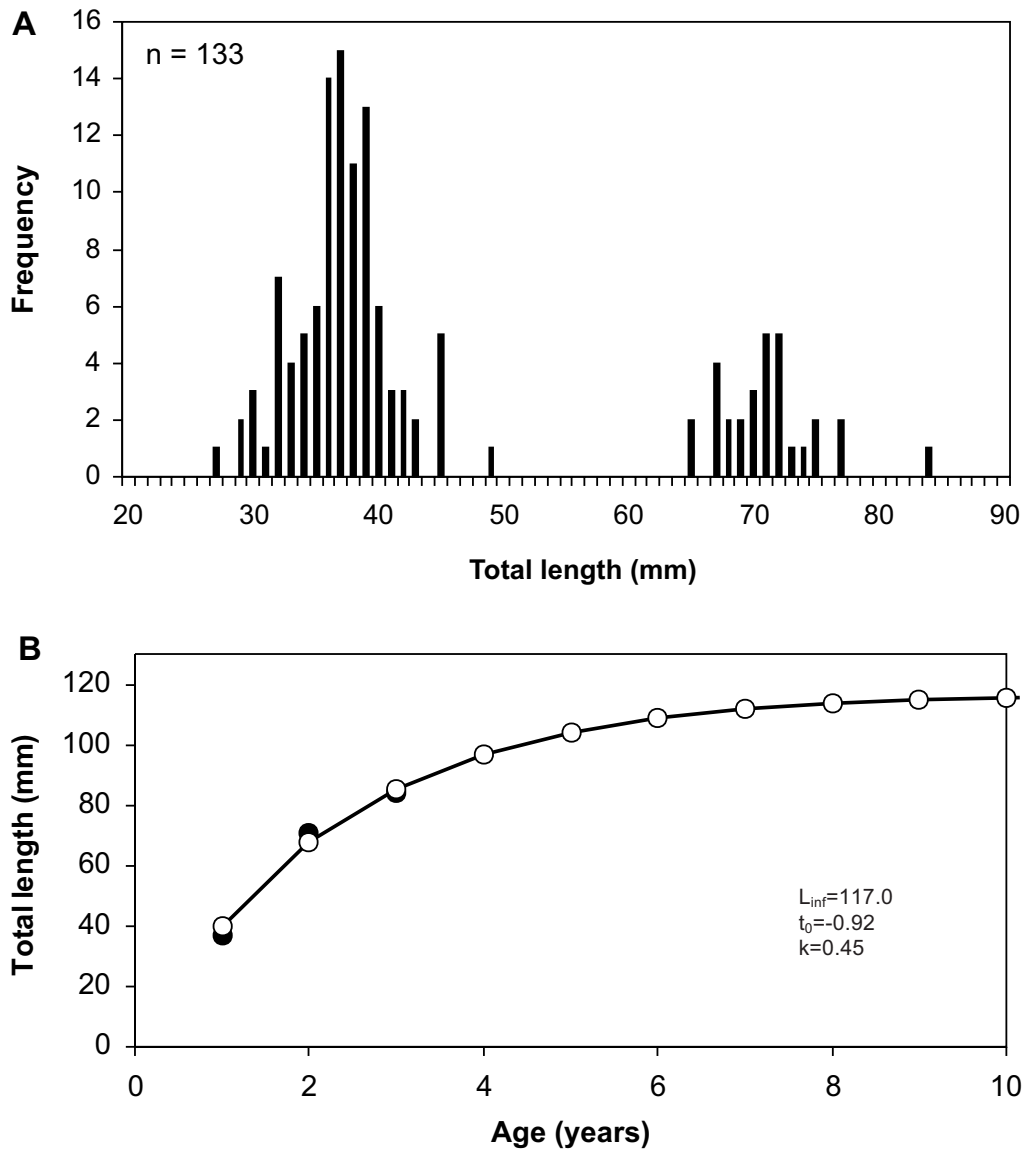 A
n = 133
16
14
12
10
8
6
4
2
0
Frequency
20 30 40 50 60 70 80 90
Total length (mm)
B
120
100
80
60
40
20
0
Total length (mm)
Linf=117.0
t0=-0.92
k=0.45
0 2 4 6 8 10
Age (years)